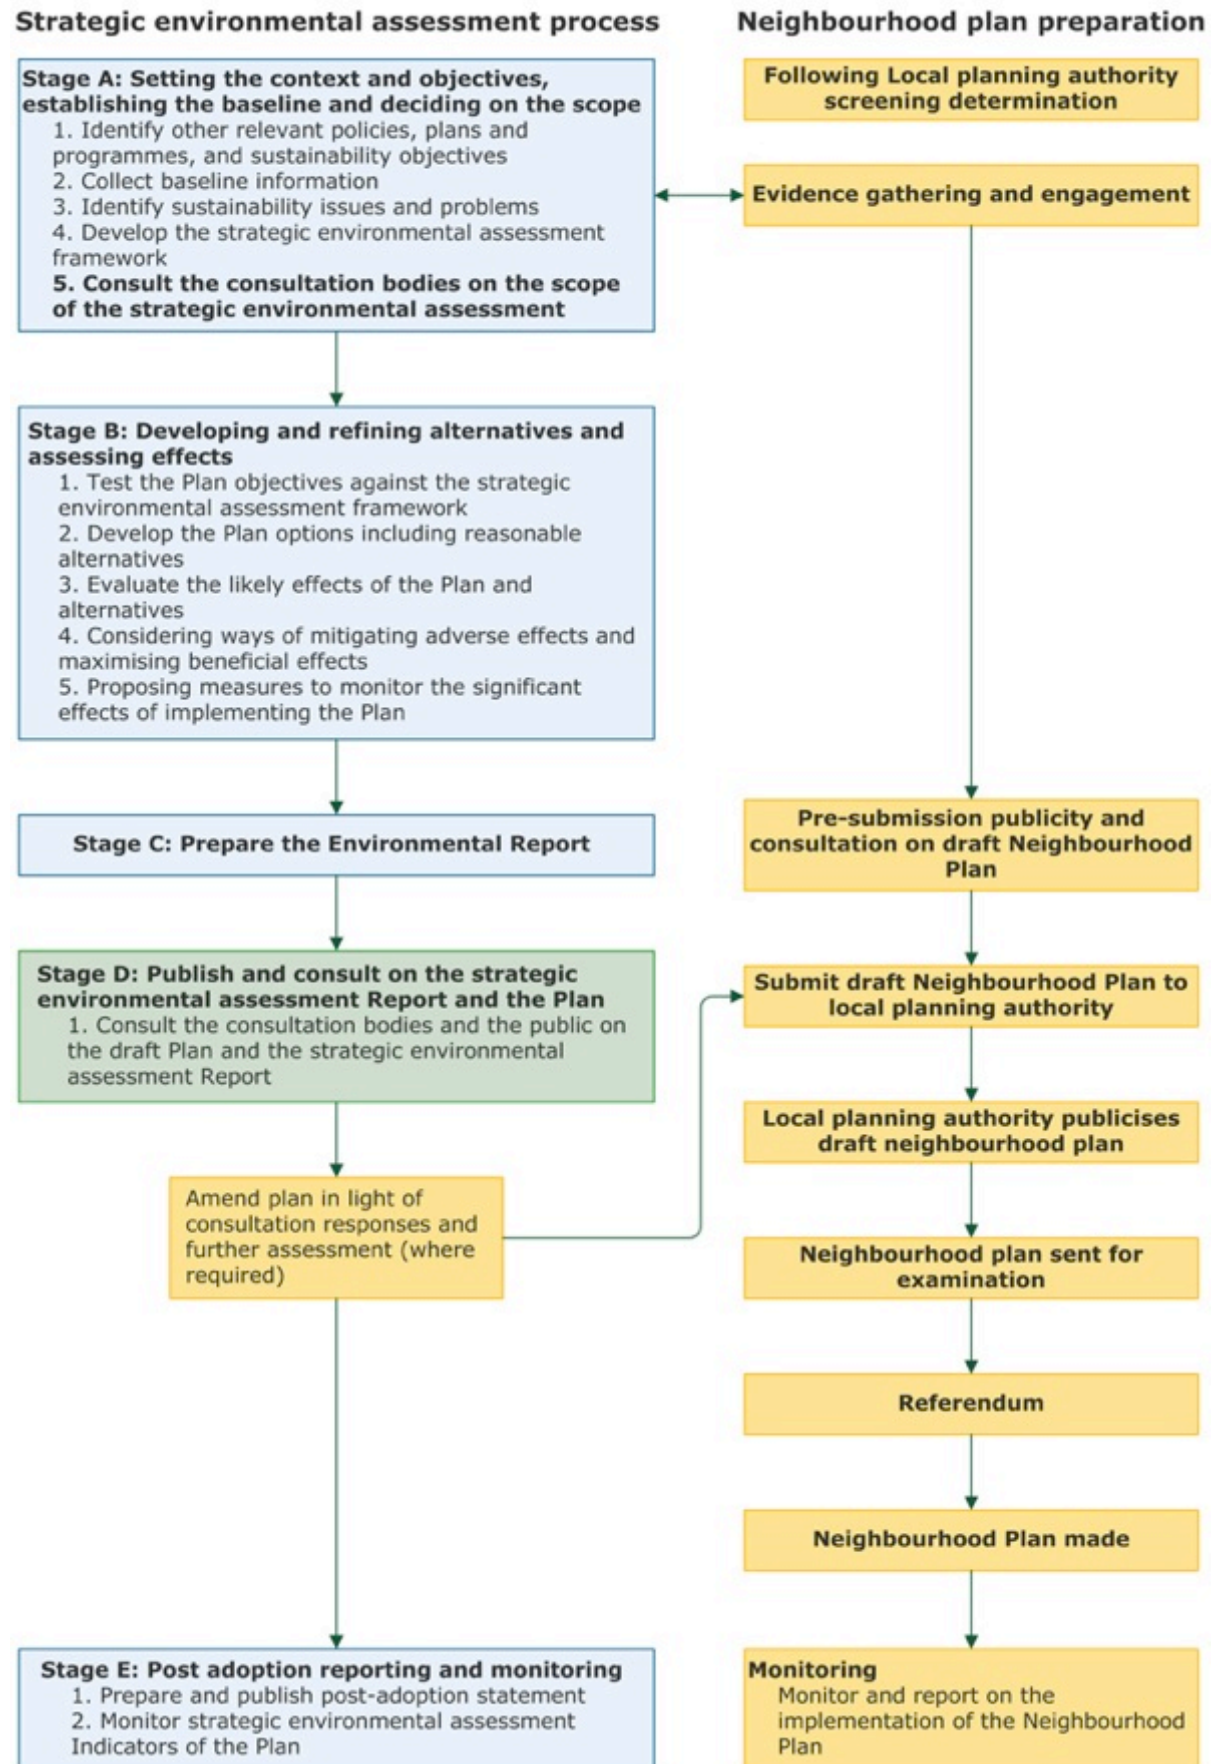 Strategic environmental assessment process
Neighbourhood plan preparation
Stage A: Setting the context and objectives,
establishing the baseline and deciding on the scope
1. Identify other relevant policies, plans and
programmes, and sustainability objectives
2. Collect baseline information
3. Identify sustainability issues and problems
4. Develop the strategic environmental assessment
framework
5. Consult the consultation bodies on the scope
of the strategic environmental assessment
Following Local planning authority
screening determination
Evidence gathering and engagement
Stage B: Developing and refining alternatives and
assessing effects
1. Test the Plan objectives against the strategic
environmental assessment framework
2. Develop the Plan options including reasonable
alternatives
3. Evaluate the likely effects of the Plan and
alternatives
4. Considering ways of mitigating adverse effects and
maximising beneficial effects
5. Proposing measures to monitor the significant
effects of implementing the Plan
Stage C: Prepare the Environmental Report
Pre-submission publicity and
consultation on draft Neighbourhood
Plan
Stage D: Publish and consult on the strategic
environmental assessment Report and the Plan
1. Consult the consultation bodies and the public on
the draft Plan and the strategic environmental
assessment Report
Submit draft Neighbourhood Plan to
local planning authority
Local planning authority publicises
draft neighbourhood plan
Amend plan in light of
consultation responses and
further assessment (where
required)
Neighbourhood plan sent for
examination
Referendum
Neighbourhood Plan made
Stage E: Post adoption reporting and monitoring
1. Prepare and publish post-adoption statement
2. Monitor strategic environmental assessment
Indicators of the Plan
Monitoring
Monitor and report on the
implementation of the Neighbourhood
Plan